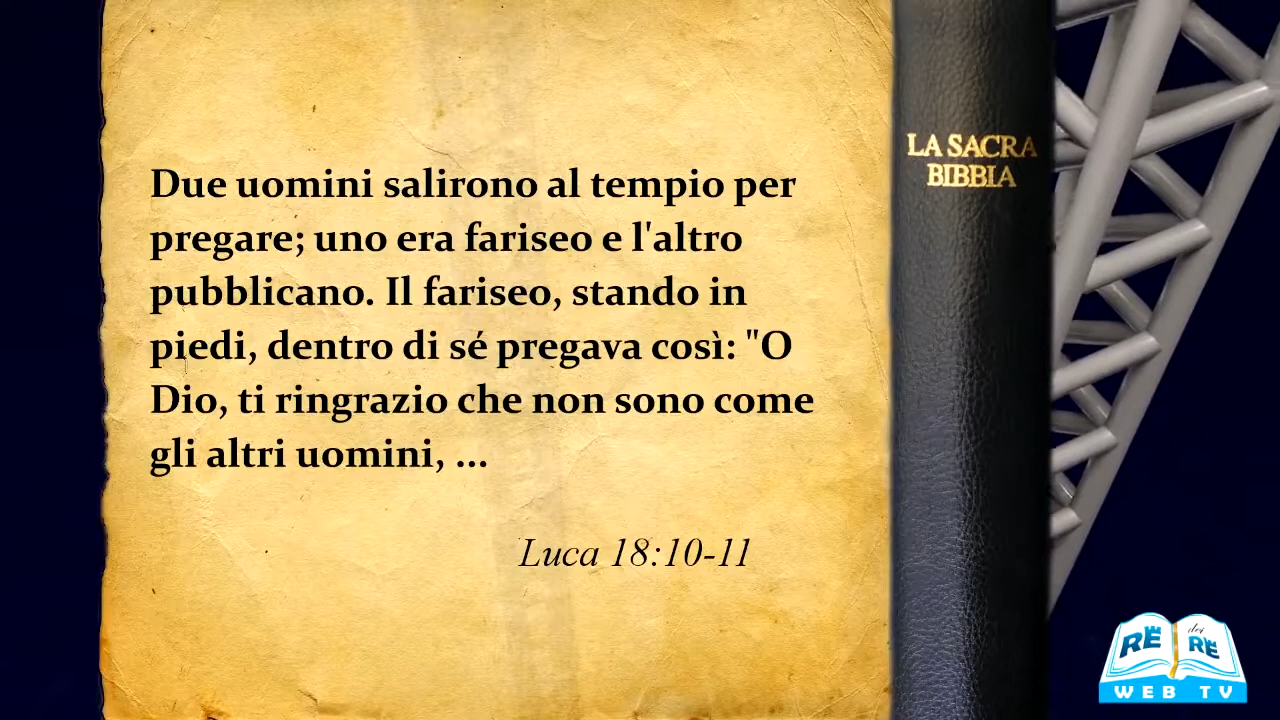 Due uomini salirono al tempio per
pregare; uno era fariseo e l'altro
pubblicano. Il fariseo, stando in
piedi, dentro di sé pregava così: "O
Dio, ti ringrazio che non sono come
gli altri uomini, ...
Luca 18:10-11
LA SACRA
BIBBIA
RE dei RE
WEB TV